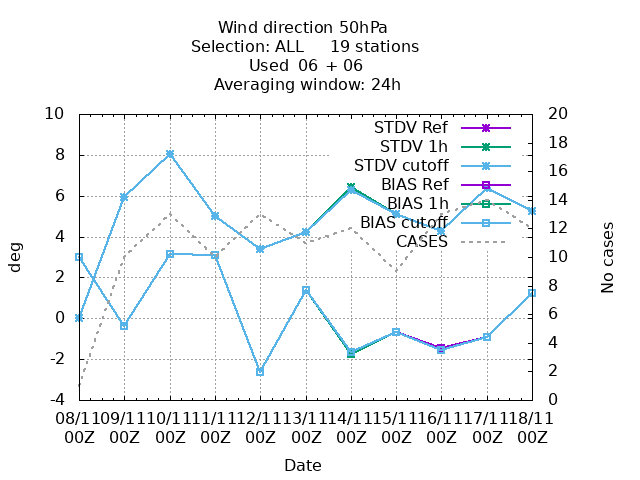 Wind direction 50hPa
Selection: ALL 19 stations
Used 06 + 06
Averaging window: 24h
10
8
6
4
2
0
-2
-4
deg
20
18
16
14
12
10
8
6
4
2
0
No cases
STDV Ref
STDV 1h
STDV cutoff
BIAS Ref
BIAS 1h
BIAS cutoff
CASES
08/11 09/11 10/11 11/11 12/11 13/11 14/11 15/11 16/11 17/11 18/11
00Z 00Z 00Z 00Z 00Z 00Z 00Z 00Z 00Z 00Z 00Z
Date